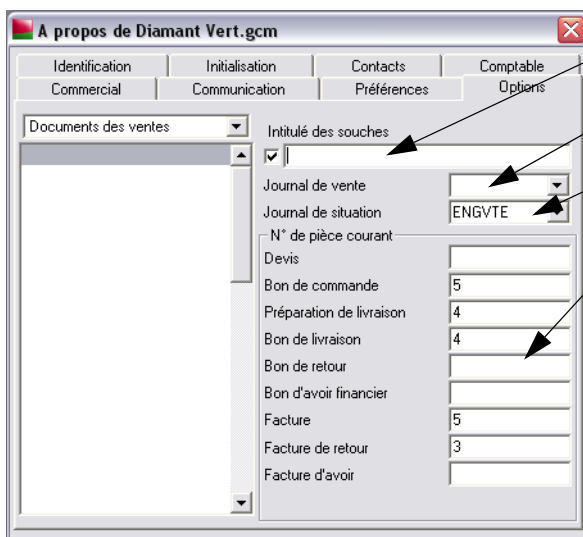 A propos de Diamant Vert.gcm
Identification Initialisation Contacts Comptable
Commercial Communication Préférences Options
Documents des ventes
Intitulé des souches
Journal de vente
Journal de situation ENGVTE
N° de pièce courant
Devis
Bon de commande 5
Préparation de livraison 4
Bon de livraison 4
Bon de retour
Bon d'avoir financier
Facture 5
Facture de retour 3
Facture d'avoir